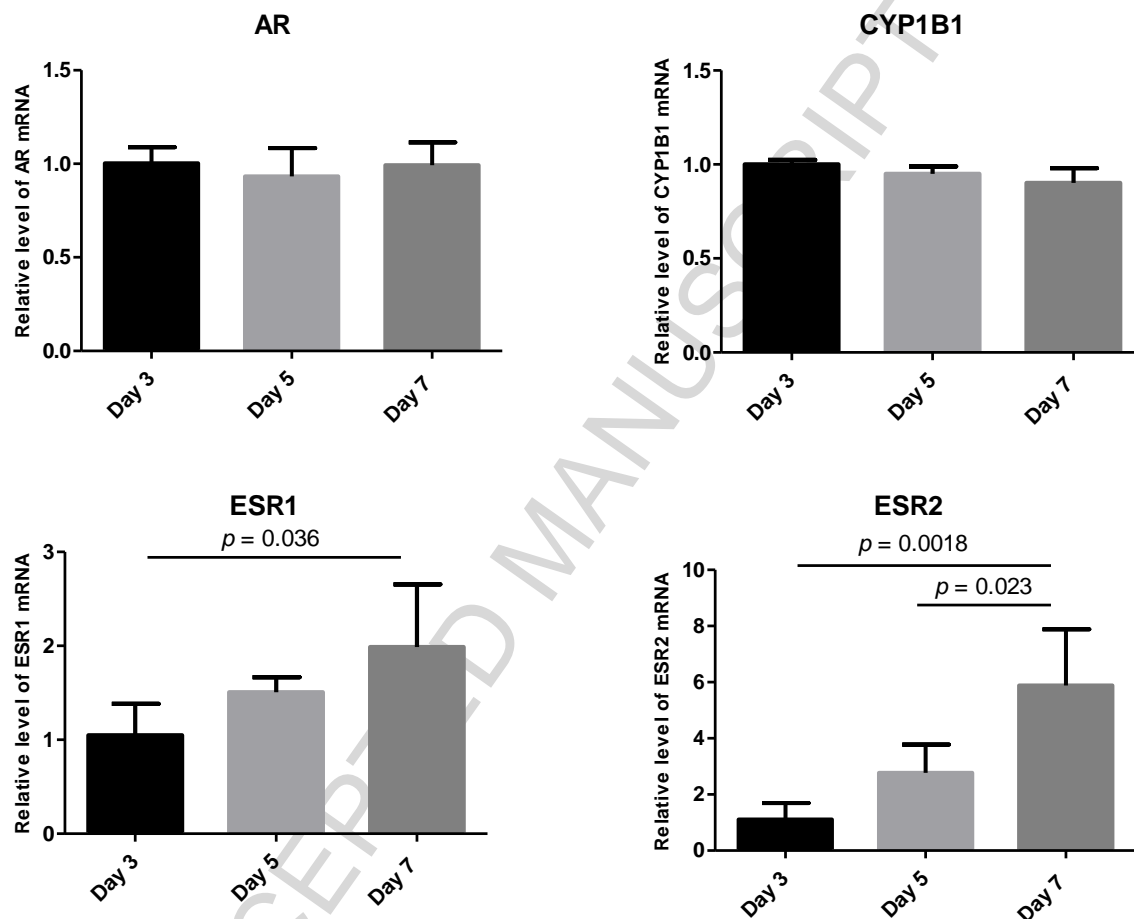 AR
Relative level of AR mRNA
1.5
1.0
0.5
0.0
Day 3
Day 5
Day 7
CYP1B1
Relative level of CYP1B1 mRNA
1.5
1.0
0.5
0.0
Day 3
Day 5
Day 7
ESR1
p = 0.036
Relative level of ESR1 mRNA
3
2
1
0
Day 3
Day 5
Day 7
ESR2
p = 0.0018
p = 0.023
Relative level of ESR2 mRNA
10
8
6
4
2
0
Day 3
Day 5
Day 7
CEPTED MANUSCRIPT